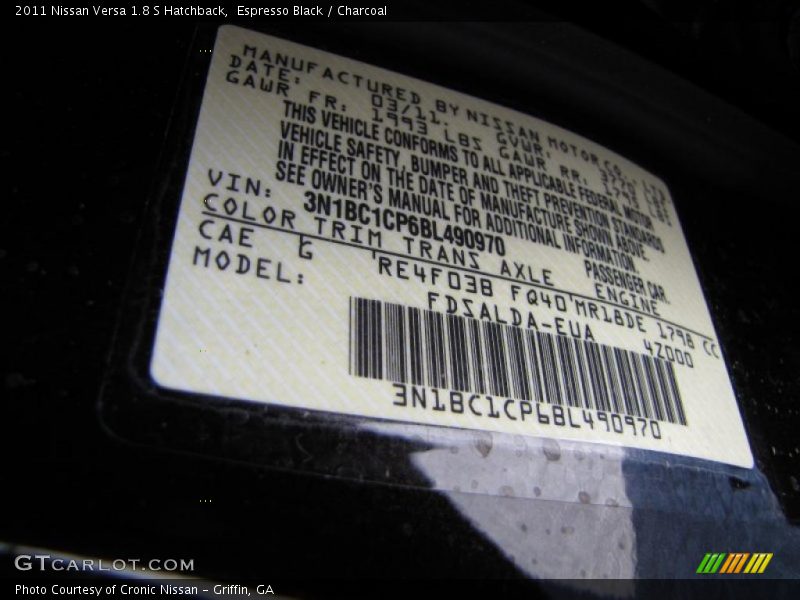 2011 Nissan Versa 1.8 S Hatchback,  Espresso Black / Charcoal
MANUFACTURED BY NISSAN MOTOR CO., LTD
DATE: 03/11. GVWR: LBS
GAWR FR: 1993 LBS GAWR RR: LBS
THIS VEHICLE CONFORMS TO ALL APPLICABLE FEDERAL MOTOR
VEHICLE SAFETY, BUMPER AND THEFT PREVENTION STANDARDS
IN EFFECT ON THE DATE OF MANUFACTURE SHOWN ABOVE.
SEE OWNER'S MANUAL FOR ADDITIONAL INFORMATION.
VIN: 3N1BC1CP6BL490970 PASSENGER CAR.
COLOR TRIM TRANS AXLE ENGINE
CAE G RE4F03B FQ40 MR18DE 1798 CC
MODEL: FDSALDA-EUA 4Z000
3N1BC1CP6BL490970
GTCARLOT.COM
Photo Courtesy of Cronic Nissan – Griffin, GA